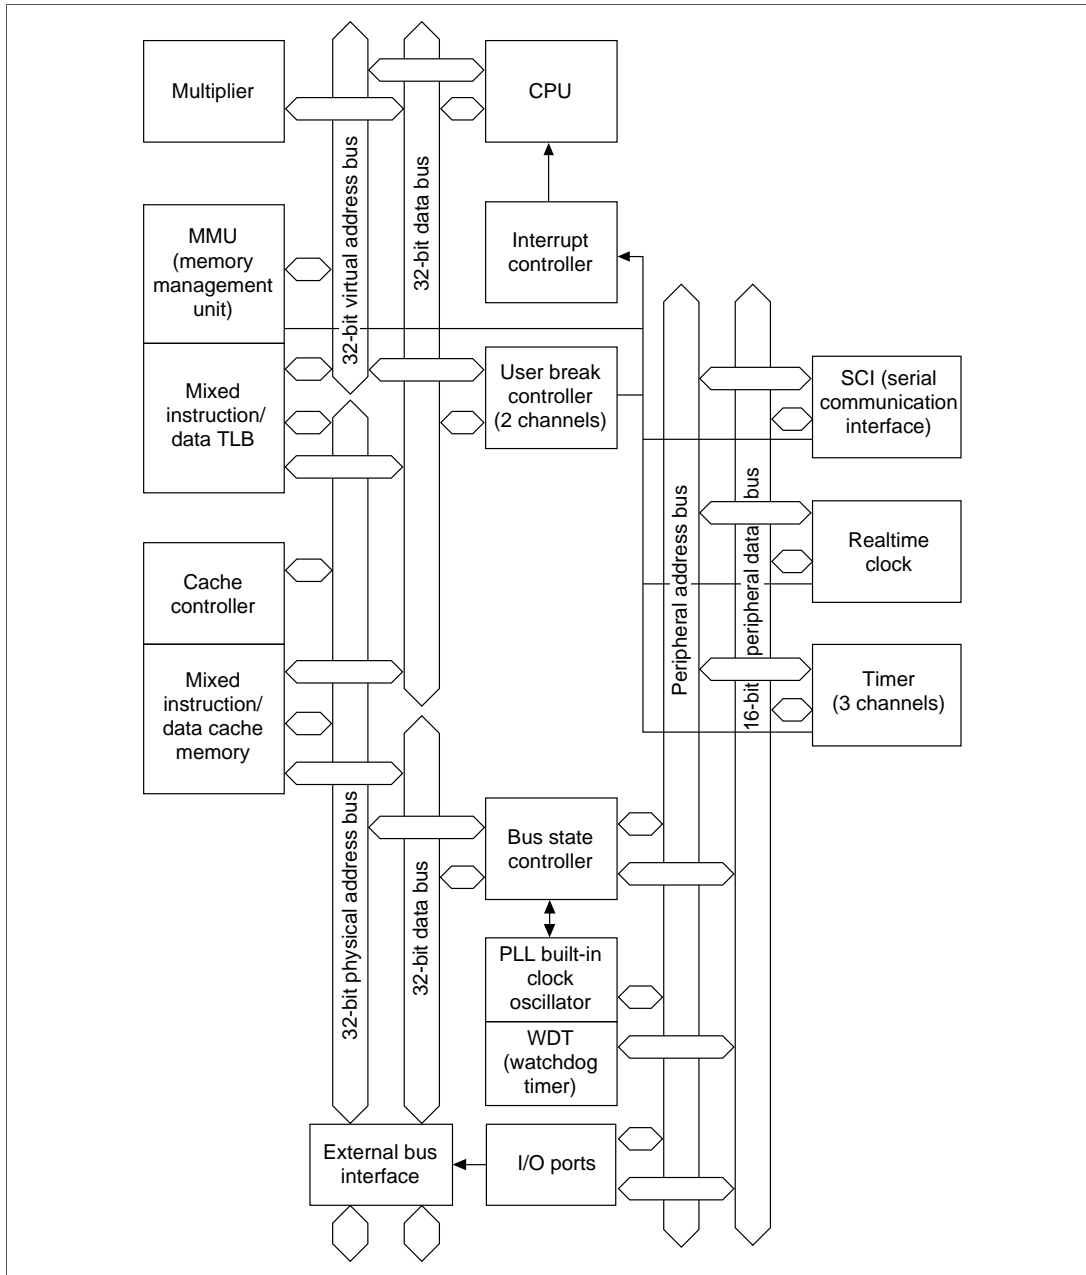 Multiplier
CPU
32-bit virtual address bus
32-bit data bus
MMU
(memory
management
unit)
Interrupt
controller
Mixed
instruction/
data TLB
User break
controller
(2 channels)
SCI (serial
communication
interface)
Peripheral address bus
16-bit peripheral data bus
Realtime
clock
Cache
controller
Mixed
instruction/
data cache
memory
Timer
(3 channels)
32-bit physical address bus
32-bit data bus
Bus state
controller
PLL built-in
clock
oscillator
WDT
(watchdog
timer)
External bus
interface
I/O ports